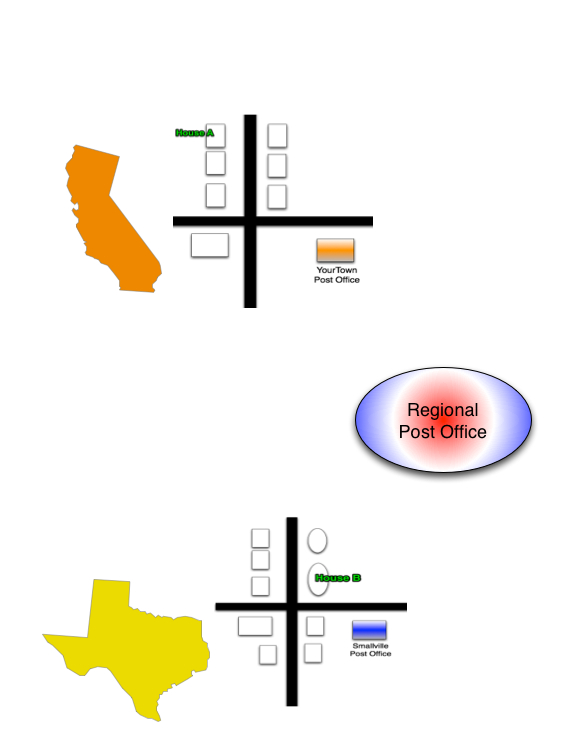 House A
YourTown
Post Office
Regional
Post Office
House B
Smallville
Post Office